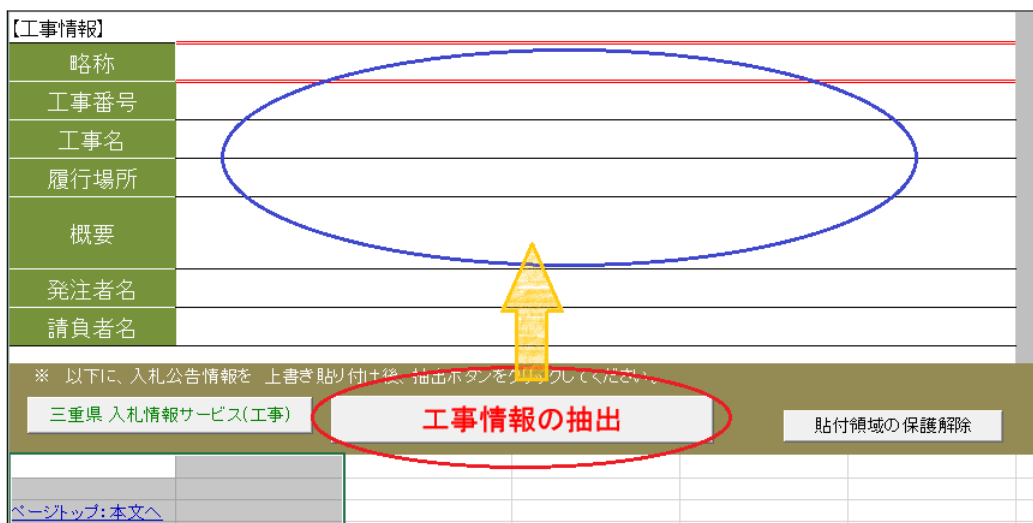 【工事情報】
略称
工事番号
工事名
履行場所
概要
発注者名
請負者名
※ 以下に、入札公告情報を 上書き貼り付け後、抽出ボタンをクリックしてください。
三重県 入札情報サービス(工事)
工事情報の抽出
貼付領域の保護解除
ページトップ:本文へ